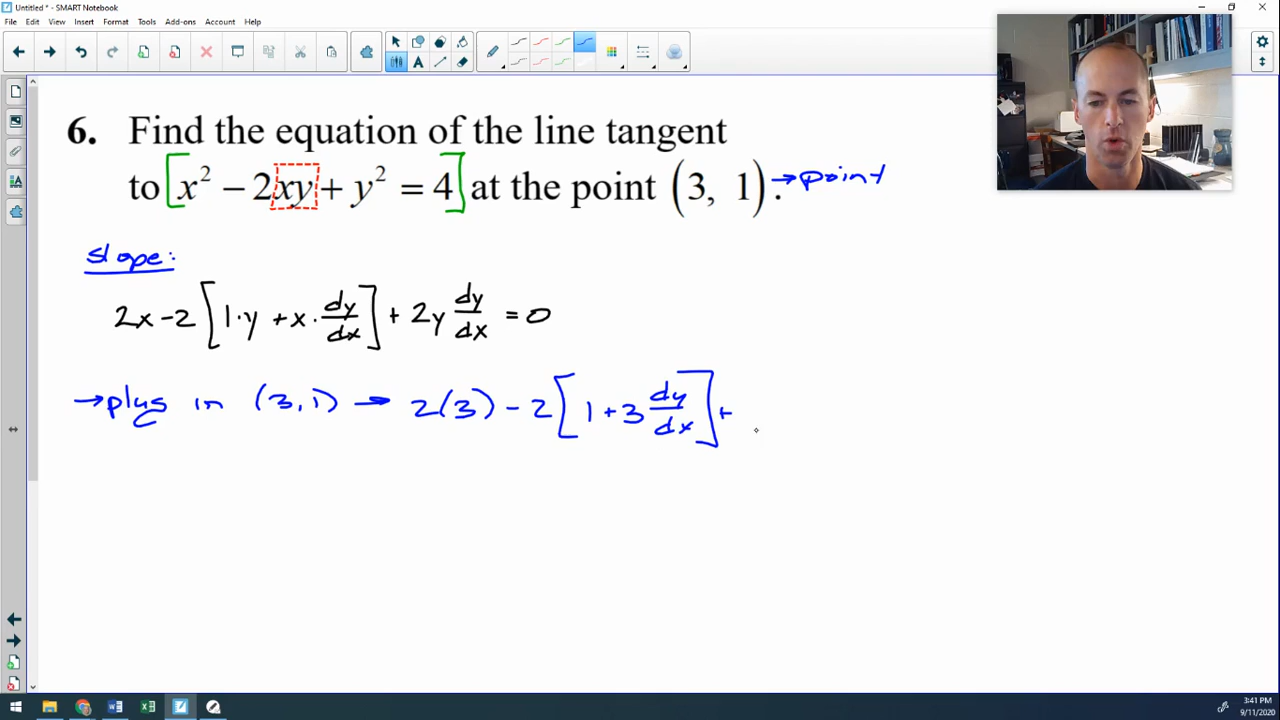 Untitled * - SMART Notebook
File Edit View Insert Format Tools Add-ons Account Help
6. Find the equation of the line tangent
to [x² − 2xy + y² = 4] at the point (3, 1). → point
slope:
2x − 2[1·y + x·dy/dx] + 2y dy/dx = 0
→ plug in (3,1) → 2(3) − 2[1 + 3 dy/dx] +
3:41 PM
9/11/2020